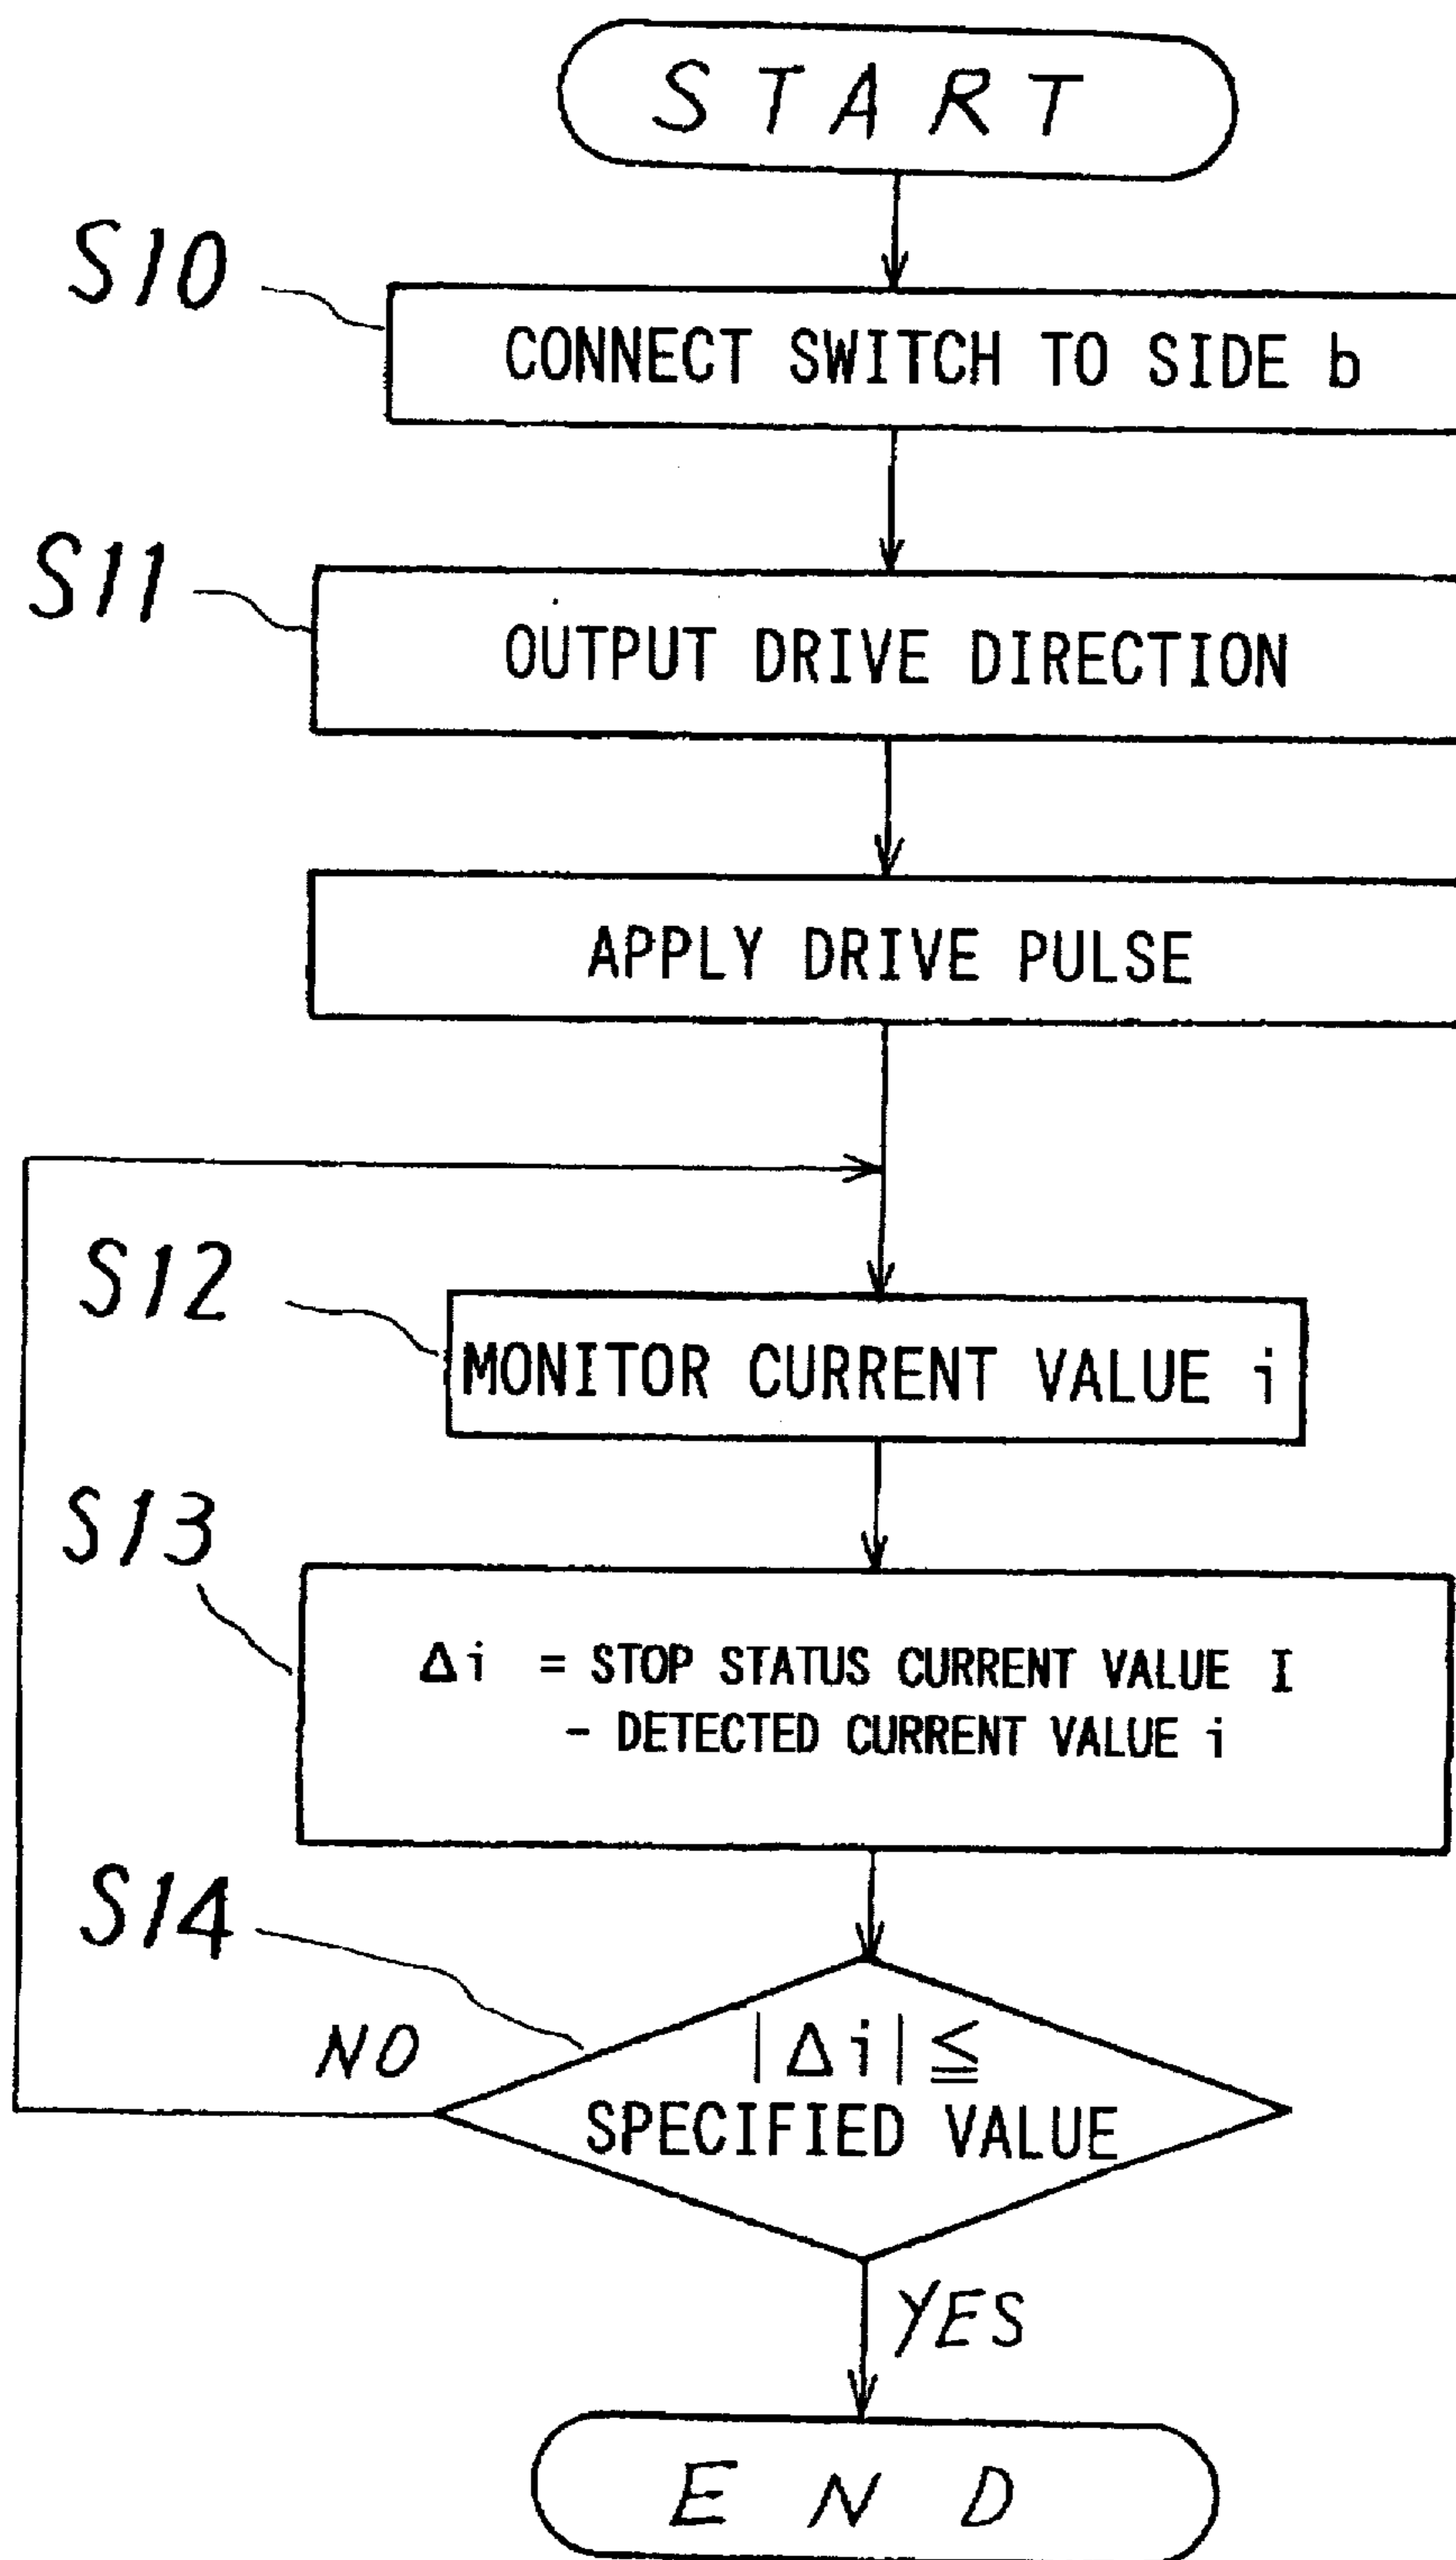 START
S10
CONNECT SWITCH TO SIDE b
S11
OUTPUT DRIVE DIRECTION
APPLY DRIVE PULSE
S12
MONITOR CURRENT VALUE i
S13
Δi = STOP STATUS CURRENT VALUE I
- DETECTED CURRENT VALUE i
S14
NO
|Δi| ≦
SPECIFIED VALUE
YES
END